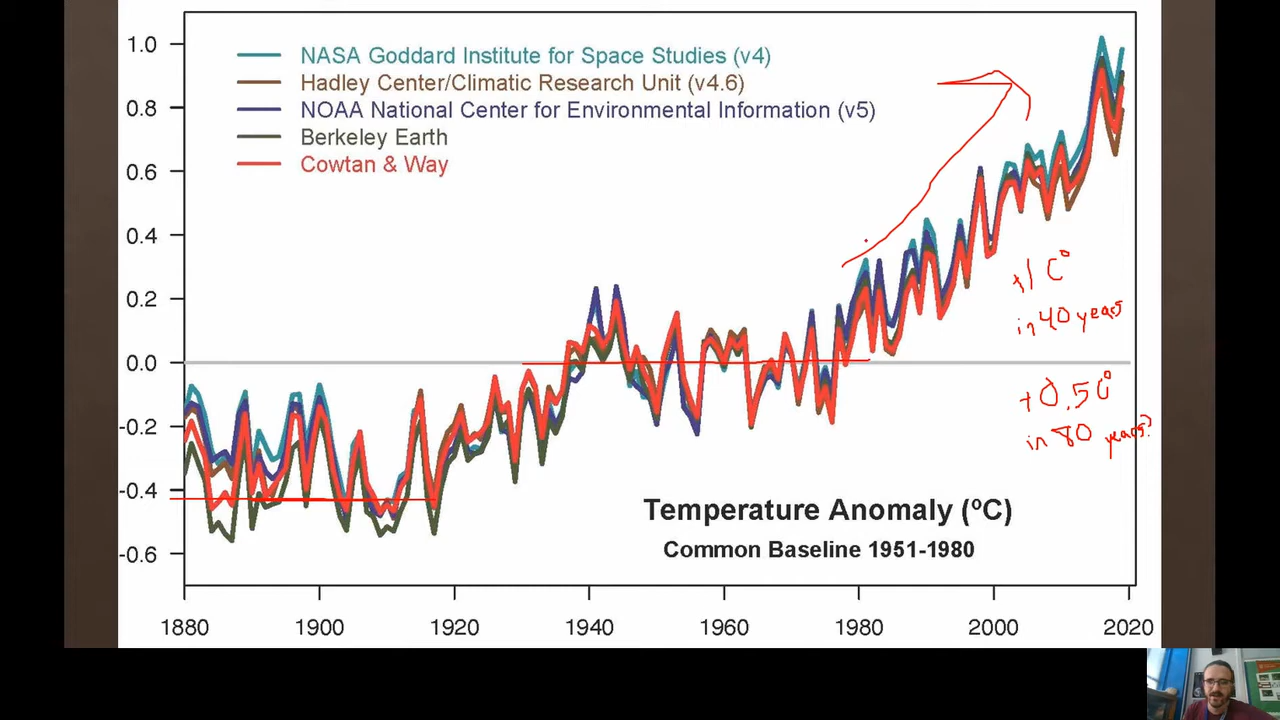 1.0
0.8
0.6
0.4
0.2
0.0
-0.2
-0.4
-0.6
NASA Goddard Institute for Space Studies (v4)
Hadley Center/Climatic Research Unit (v4.6)
NOAA National Center for Environmental Information (v5)
Berkeley Earth
Cowtan & Way
+1 C°
in 40 years
+0.5C°
in 80 years?
Temperature Anomaly (ºC)
Common Baseline 1951-1980
1880 1900 1920 1940 1960 1980 2000 2020